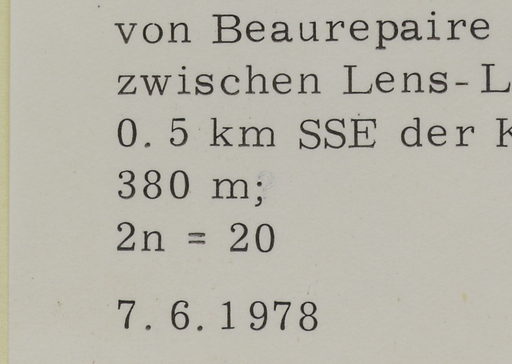 von Beaurepaire
zwischen Lens-L
0.5 km SSE der K
380 m;
2n = 20
7.6.1978